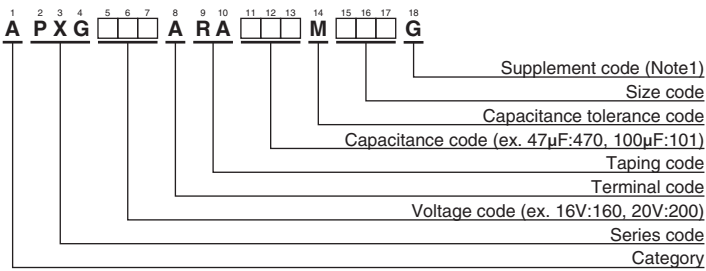 1 2 3 4 5 6 7 8 9 10 11 12 13 14 15 16 17 18
A PXG □□□ A RA □□□ M □□□ G
Supplement code (Note1)
Size code
Capacitance tolerance code
Capacitance code (ex. 47µF:470, 100µF:101)
Taping code
Terminal code
Voltage code (ex. 16V:160, 20V:200)
Series code
Category